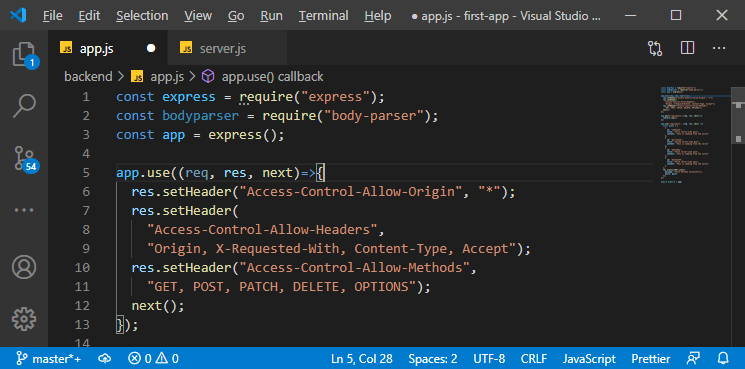 File Edit Selection View Go Run Terminal Help ● app.js - first-app - Visual Studio ...
JS app.js ● JS server.js
1
backend > JS app.js > app.use() callback
1 const express = require("express");
2 const bodyparser = require("body-parser");
3 const app = express();
4
5 app.use((req, res, next)=>{
6 res.setHeader("Access-Control-Allow-Origin", "*");
7 res.setHeader(
54
8 "Access-Control-Allow-Headers",
9 "Origin, X-Requested-With, Content-Type, Accept");
10 res.setHeader("Access-Control-Allow-Methods",
11 "GET, POST, PATCH, DELETE, OPTIONS");
12 next();
13 });
master*+ 0 0 Ln 5, Col 28 Spaces: 2 UTF-8 CRLF JavaScript Prettier